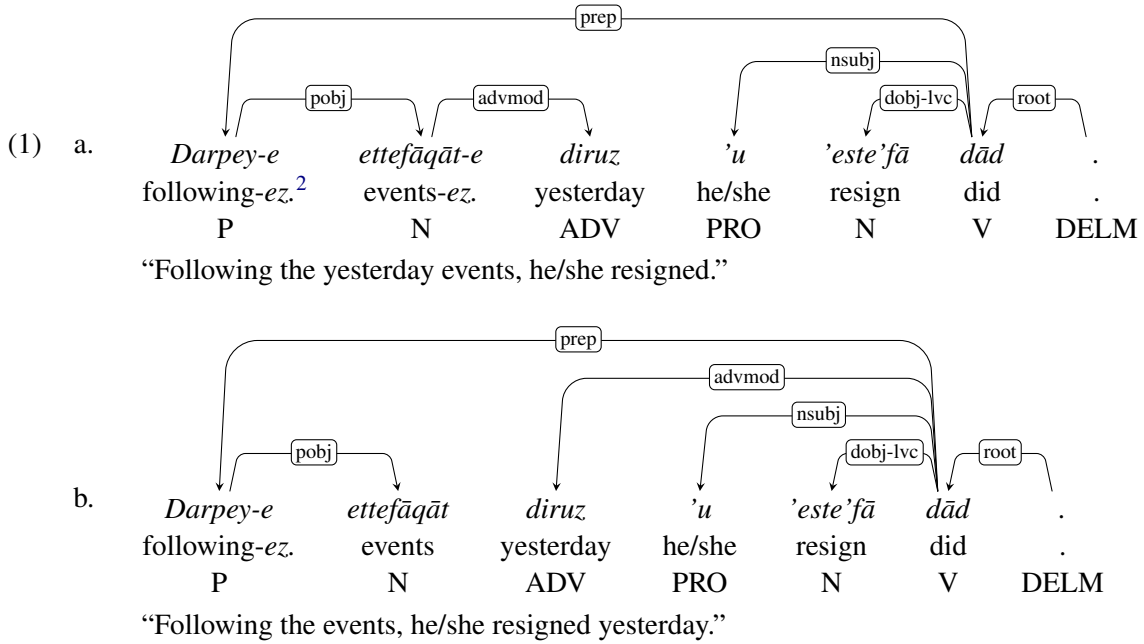 prep
nsubj
pobj advmod dobj-lvc root
(1) a. Darpey-e ettefāqāt-e diruz 'u 'este'fā dād .
following-ez.2 events-ez. yesterday he/she resign did .
P N ADV PRO N V DELM
“Following the yesterday events, he/she resigned.”
prep
advmod
nsubj
pobj dobj-lvc root
b. Darpey-e ettefāqāt diruz 'u 'este'fā dād .
following-ez. events yesterday he/she resign did .
P N ADV PRO N V DELM
“Following the events, he/she resigned yesterday.”